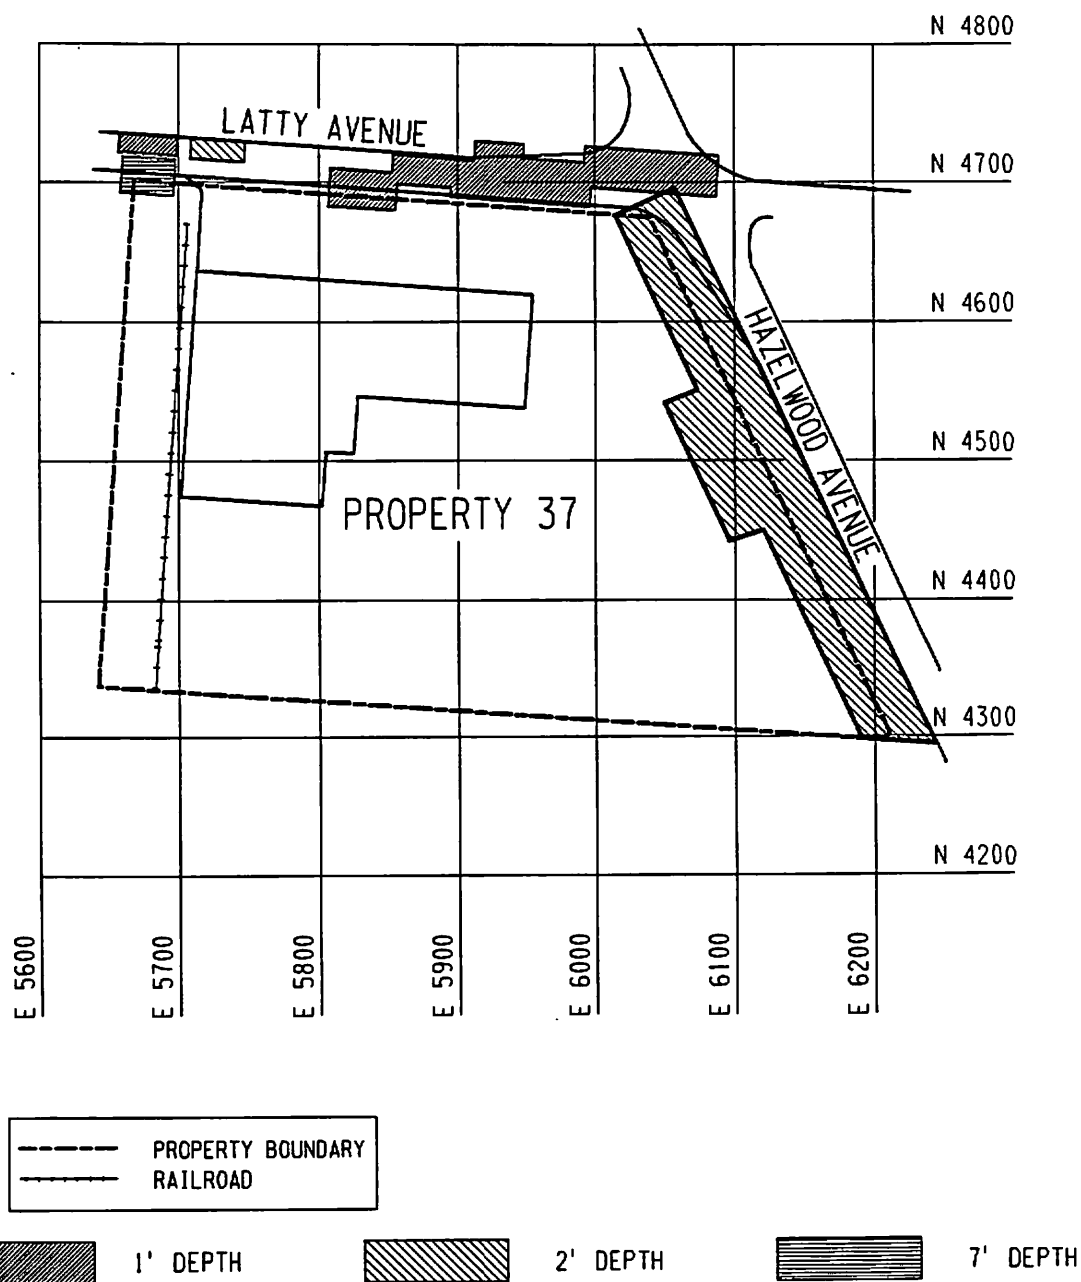 N 4800
LATTY AVENUE
N 4700
N 4600
HAZELWOOD AVENUE
N 4500
PROPERTY 37
N 4400
N 4300
N 4200
E 5600
E 5700
E 5800
E 5900
E 6000
E 6100
E 6200
PROPERTY BOUNDARY
RAILROAD
1' DEPTH
2' DEPTH
7' DEPTH